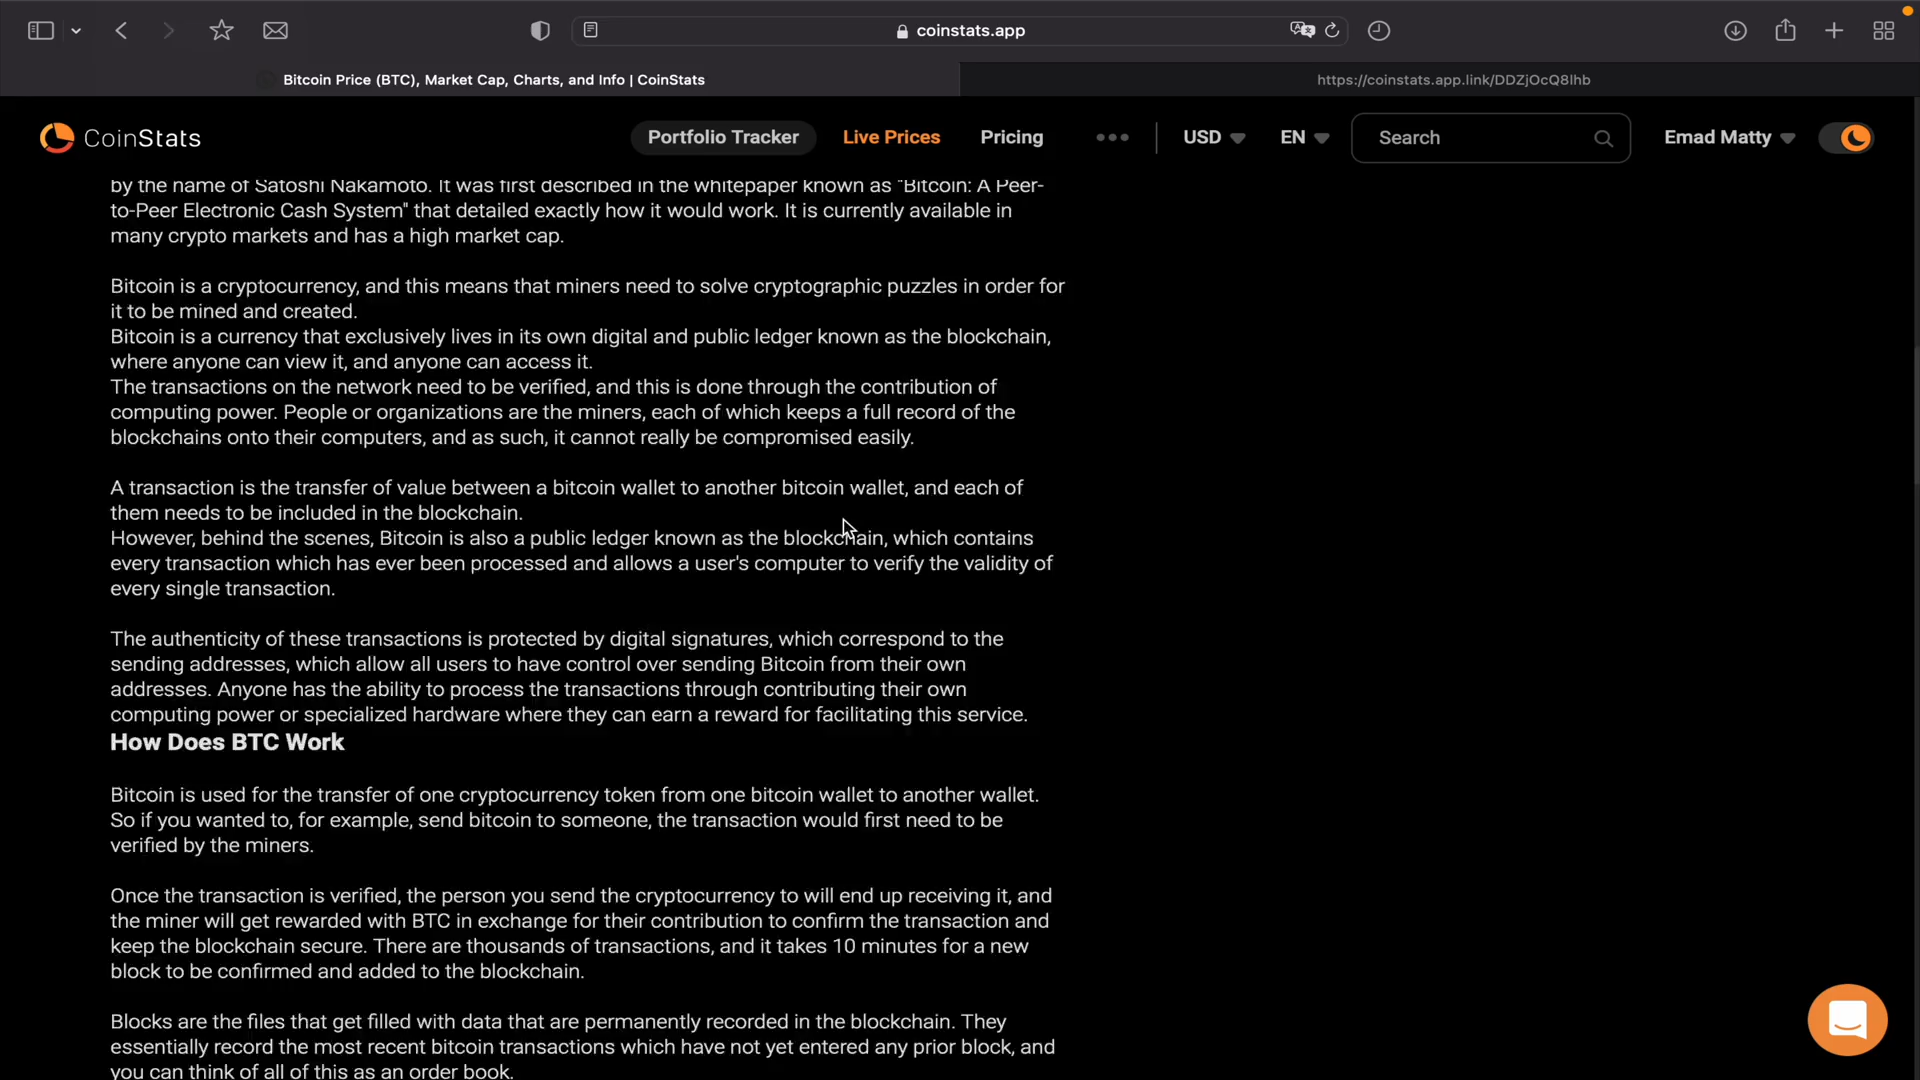 coinstats.app
Bitcoin Price (BTC), Market Cap, Charts, and Info | CoinStats
https://coinstats.app.link/DDZjOcQ8lhb
CoinStats
Portfolio Tracker
Live Prices
Pricing
USD
EN
Search
Emad Matty
by the name of Satoshi Nakamoto. It was first described in the whitepaper known as "Bitcoin: A Peer-
to-Peer Electronic Cash System" that detailed exactly how it would work. It is currently available in
many crypto markets and has a high market cap.
Bitcoin is a cryptocurrency, and this means that miners need to solve cryptographic puzzles in order for
it to be mined and created.
Bitcoin is a currency that exclusively lives in its own digital and public ledger known as the blockchain,
where anyone can view it, and anyone can access it.
The transactions on the network need to be verified, and this is done through the contribution of
computing power. People or organizations are the miners, each of which keeps a full record of the
blockchains onto their computers, and as such, it cannot really be compromised easily.
A transaction is the transfer of value between a bitcoin wallet to another bitcoin wallet, and each of
them needs to be included in the blockchain.
However, behind the scenes, Bitcoin is also a public ledger known as the blockchain, which contains
every transaction which has ever been processed and allows a user's computer to verify the validity of
every single transaction.
The authenticity of these transactions is protected by digital signatures, which correspond to the
sending addresses, which allow all users to have control over sending Bitcoin from their own
addresses. Anyone has the ability to process the transactions through contributing their own
computing power or specialized hardware where they can earn a reward for facilitating this service.
How Does BTC Work
Bitcoin is used for the transfer of one cryptocurrency token from one bitcoin wallet to another wallet.
So if you wanted to, for example, send bitcoin to someone, the transaction would first need to be
verified by the miners.
Once the transaction is verified, the person you send the cryptocurrency to will end up receiving it, and
the miner will get rewarded with BTC in exchange for their contribution to confirm the transaction and
keep the blockchain secure. There are thousands of transactions, and it takes 10 minutes for a new
block to be confirmed and added to the blockchain.
Blocks are the files that get filled with data that are permanently recorded in the blockchain. They
essentially record the most recent bitcoin transactions which have not yet entered any prior block, and
you can think of all of this as an order book.